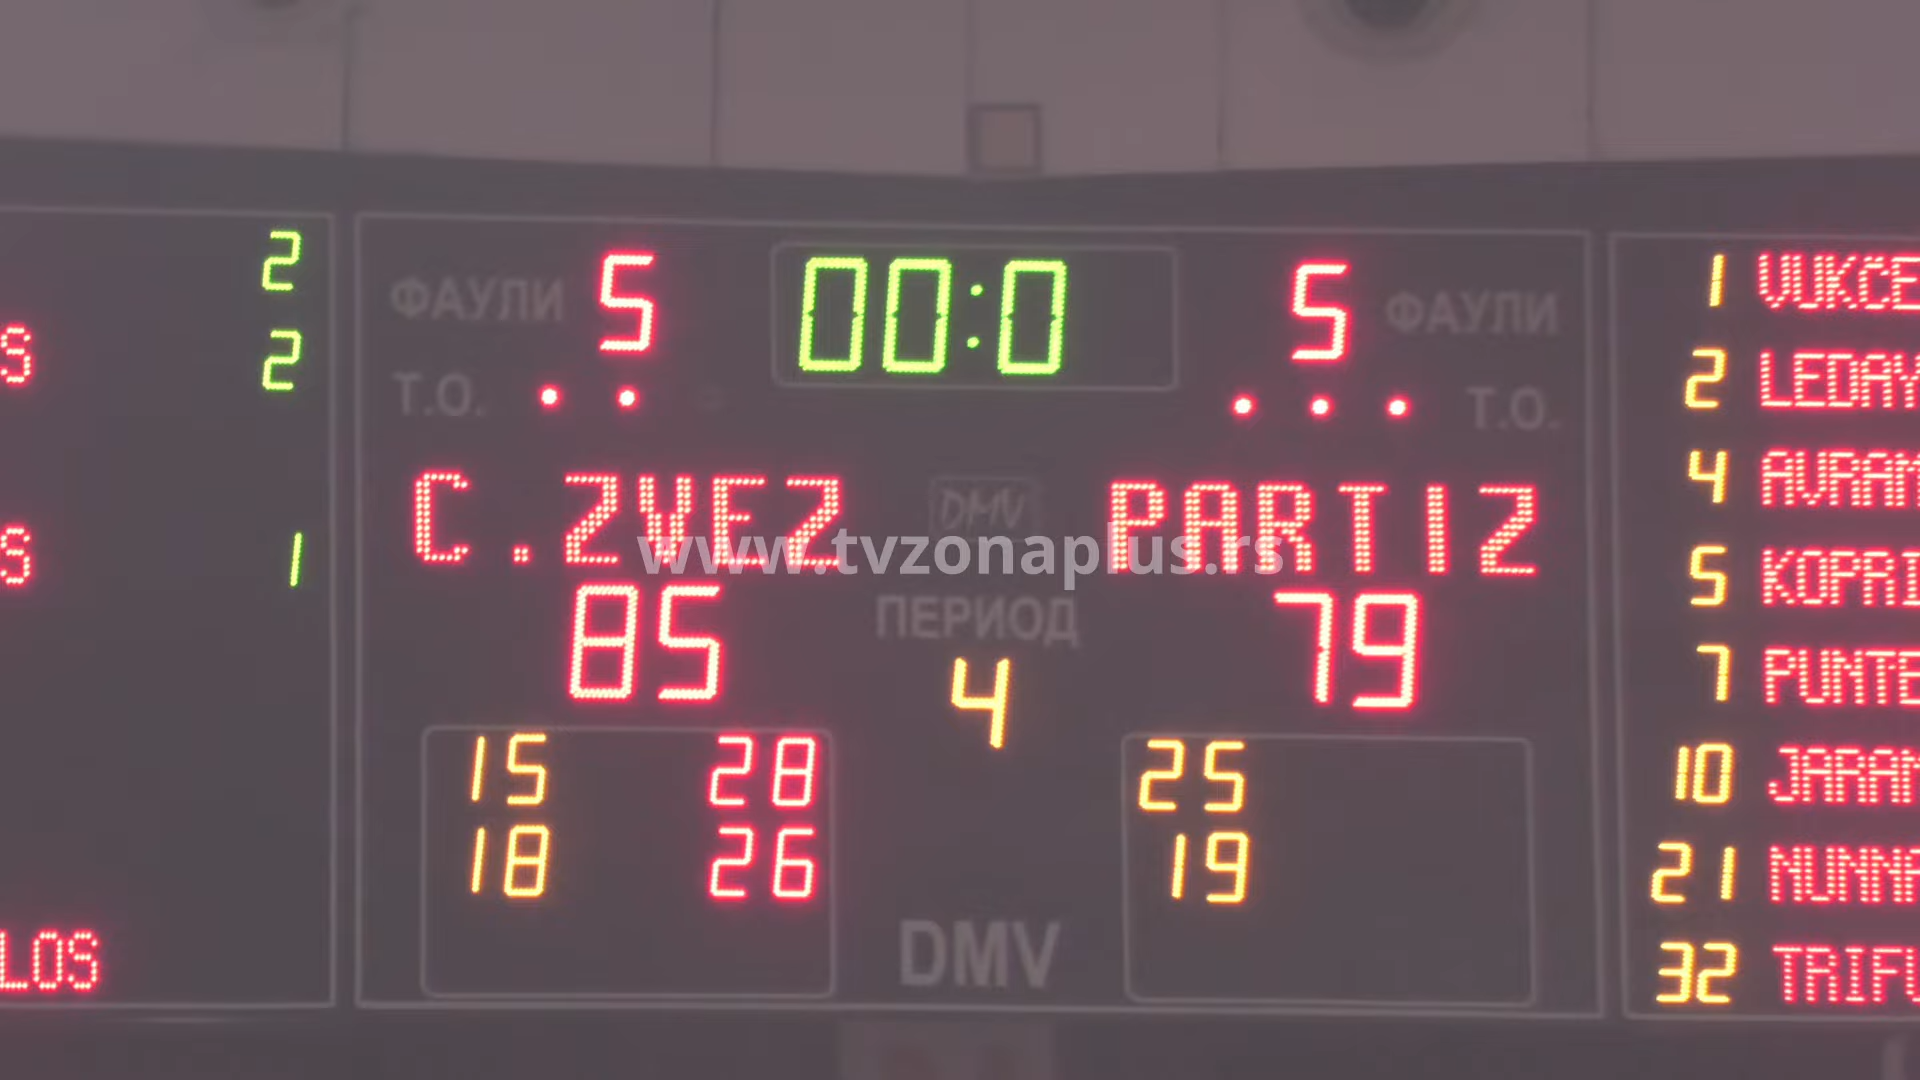 2
S 2
S 1
LOS
ФАУЛИ 5 00:0 5 ФАУЛИ
Т.О. Т.О.
C.ZVEZ DMV PARTIZ
www.tvzonaplus.rs
85 ПЕРИОД 79
4
15 28 25
18 26 19
DMV
1 VUKČE
2 LEDAY
4 AVRAM
5 KOPRI
7 PUNTE
10 JARAM
21 NUNNA
32 TRIFU